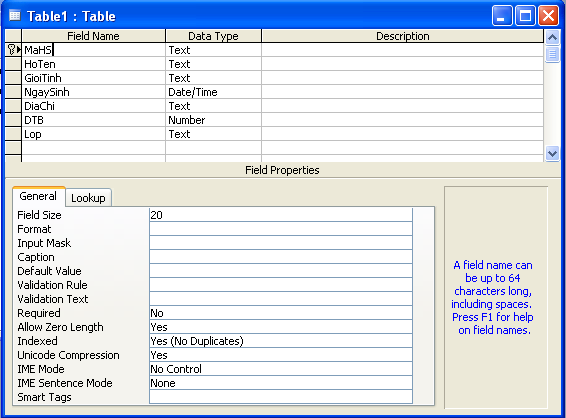 Table1 : Table
Field Name Data Type Description
MaHS Text
HoTen Text
GioiTinh Text
NgaySinh Date/Time
DiaChi Text
DTB Number
Lop Text
Field Properties
General Lookup
Field Size 20
Format
Input Mask
Caption
Default Value
Validation Rule
Validation Text
Required No
Allow Zero Length Yes
Indexed Yes (No Duplicates)
Unicode Compression Yes
IME Mode No Control
IME Sentence Mode None
Smart Tags
A field name can
be up to 64
characters long,
including spaces.
Press F1 for help
on field names.